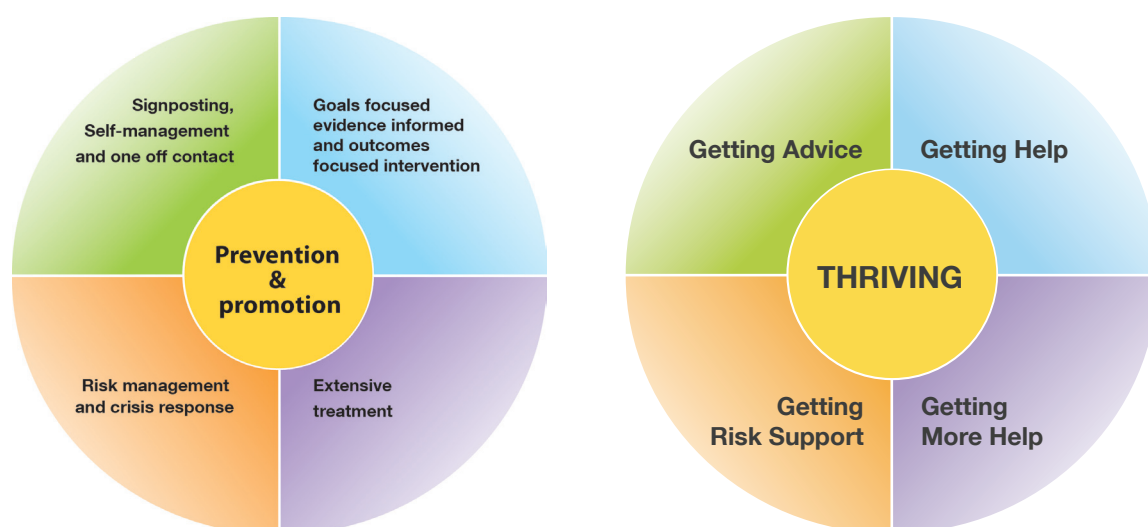 Signposting,
Self-management
and one off contact
Goals focused
evidence informed
and outcomes
focused intervention
Prevention
&
promotion
Risk management
and crisis response
Extensive
treatment
Getting Advice
Getting Help
THRIVING
Getting
Risk Support
Getting
More Help